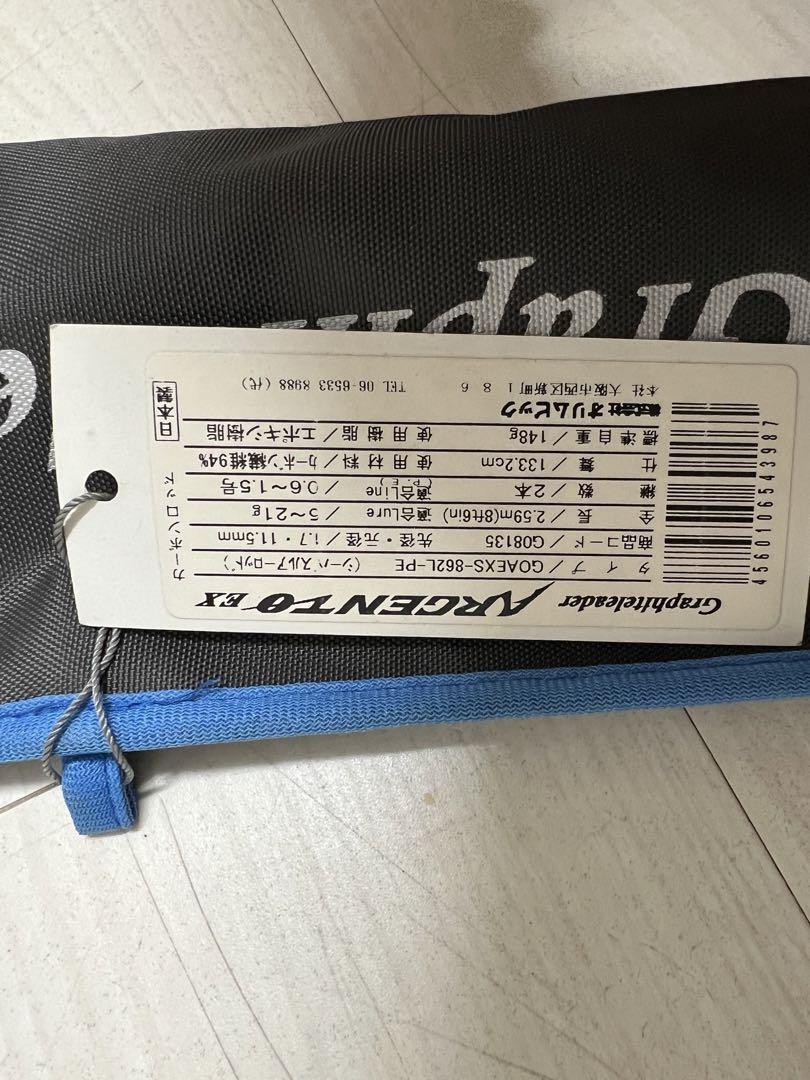 Graph
Graphiteleader ARGENTO EX
タイプ／GOAEXS-862L-PE (シーバスルアーロッド)
商品コード／G08135 先径・元径／1.7・11.5mm
全長／2.59m(8ft6in) 適合Lure／5~21g
継数／2本 適合Line(P.E)／0.6~1.5号
仕舞／133.2cm 使用材料／カーボン繊維94%
標準自重／148g 使用樹脂／エポキシ樹脂
株式会社オリムピック
本社 大阪市西区新町1 8 6 TEL 06-6533 8988 (代)
カーボンロッド
日本製
4560106543987